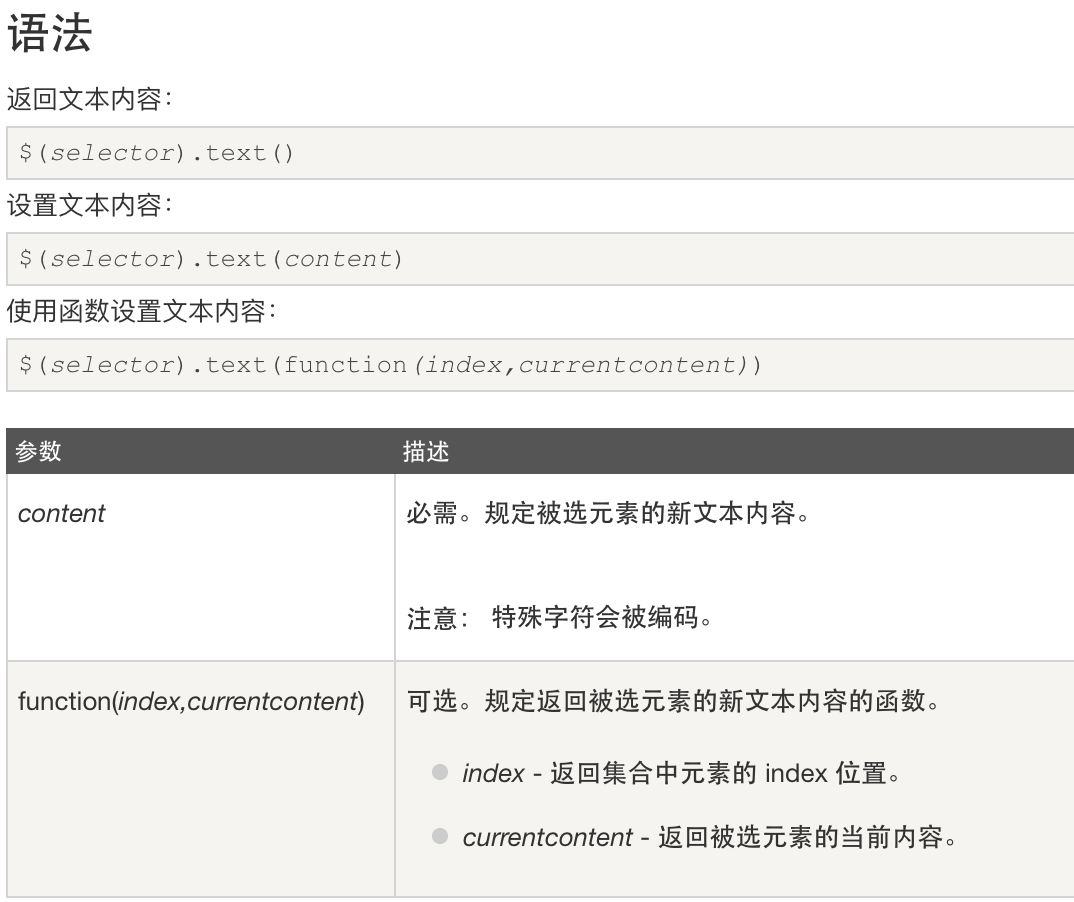 语法
返回文本内容：
$(selector).text()
设置文本内容：
$(selector).text(content)
使用函数设置文本内容：
$(selector).text(function(index,currentcontent))
参数 描述
content 必需。规定被选元素的新文本内容。
注意： 特殊字符会被编码。
function(index,currentcontent) 可选。规定返回被选元素的新文本内容的函数。
index - 返回集合中元素的 index 位置。
currentcontent - 返回被选元素的当前内容。